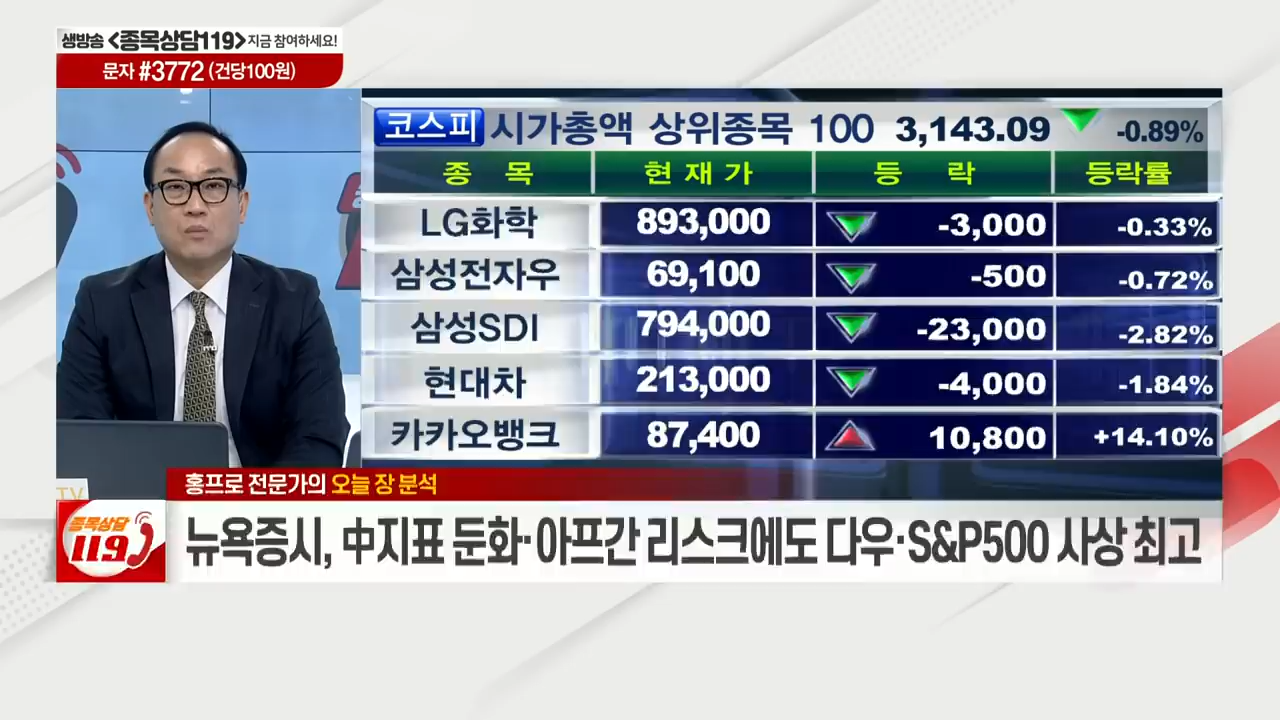 생방송 <종목상담119> 지금 참여하세요!
문자 #3772 (건당100원)
코스피 시가총액 상위종목 100 3,143.09 -0.89%
종 목 현 재 가 등 락 등락률
LG화학 893,000 -3,000 -0.33%
삼성전자우 69,100 -500 -0.72%
삼성SDI 794,000 -23,000 -2.82%
현대차 213,000 -4,000 -1.84%
카카오뱅크 87,400 10,800 +14.10%
TV
홍프로 전문가의 오늘 장 분석
종목상담
119
뉴욕증시, 中지표 둔화·아프간 리스크에도 다우·S&P500 사상 최고